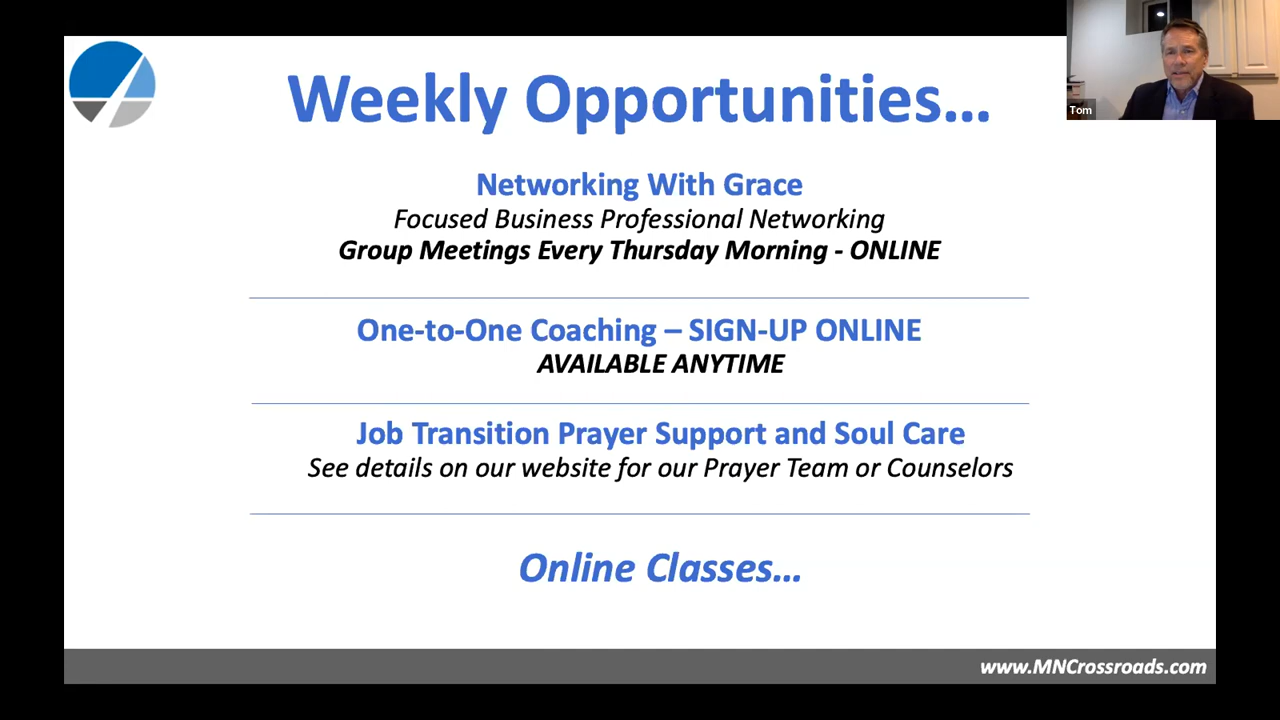 Weekly Opportunities...
Tom
Networking With Grace
Focused Business Professional Networking
Group Meetings Every Thursday Morning - ONLINE
One-to-One Coaching – SIGN-UP ONLINE
AVAILABLE ANYTIME
Job Transition Prayer Support and Soul Care
See details on our website for our Prayer Team or Counselors
Online Classes...
www.MNCrossroads.com